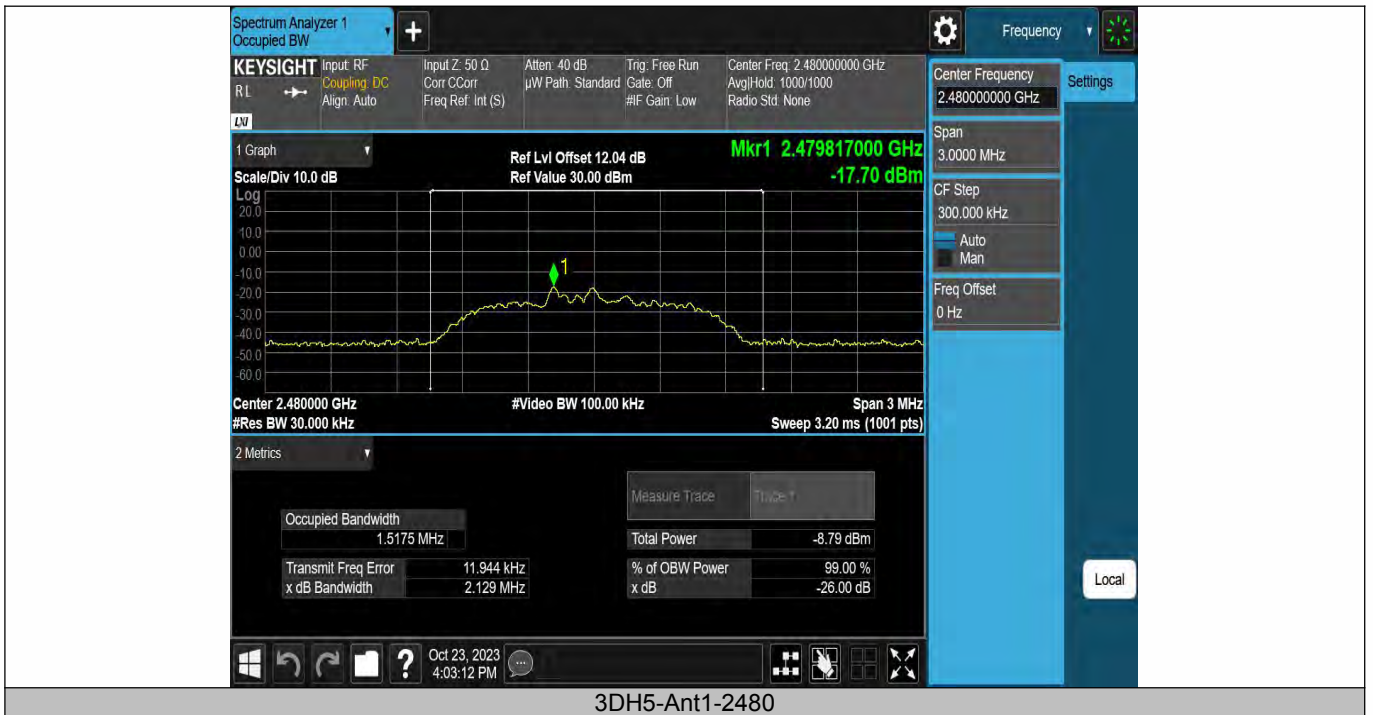 Spectrum Analyzer 1
Occupied BW
+
Frequency
KEYSIGHT Input: RF
RL
Coupling: DC
Align: Auto
LXI
Input Z: 50 Ω
Corr CCorr
Freq Ref: Int (S)
Atten: 40 dB
µW Path: Standard
Trig: Free Run
Gate: Off
#IF Gain: Low
Center Freq: 2.480000000 GHz
Avg|Hold: 1000/1000
Radio Std: None
Center Frequency
2.480000000 GHz
Settings
Span
3.0000 MHz
CF Step
300.000 kHz
Auto
Man
Freq Offset
0 Hz
Local
1 Graph
Scale/Div 10.0 dB
Ref Lvl Offset 12.04 dB
Ref Value 30.00 dBm
Mkr1 2.479817000 GHz
-17.70 dBm
Log
20.0
10.0
0.00
-10.0
-20.0
-30.0
-40.0
-50.0
-60.0
1
Center 2.480000 GHz
#Video BW 100.00 kHz
Span 3 MHz
#Res BW 30.000 kHz
Sweep 3.20 ms (1001 pts)
2 Metrics
Measure Trace Trace 1
Occupied Bandwidth
1.5175 MHz
Total Power -8.79 dBm
Transmit Freq Error 11.944 kHz
% of OBW Power 99.00 %
x dB Bandwidth 2.129 MHz
x dB -26.00 dB
?
Oct 23, 2023
4:03:12 PM
3DH5-Ant1-2480